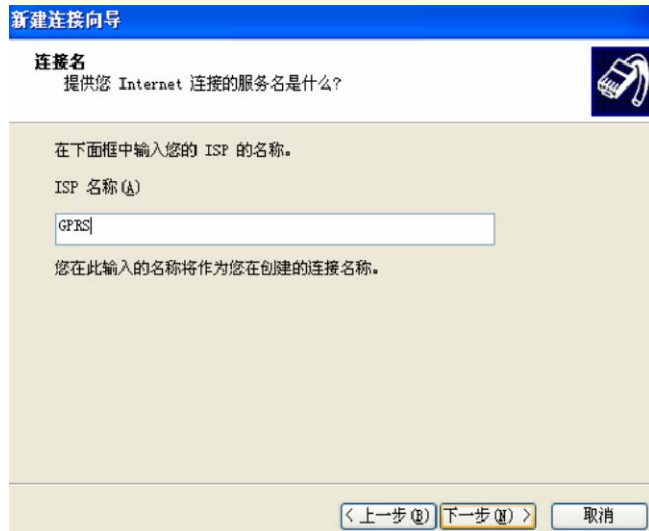 新建连接向导
连接名
提供您 Internet 连接的服务名是什么?
在下面框中输入您的 ISP 的名称。
ISP 名称(A)
GPRS
您在此输入的名称将作为您在创建的连接名称。
< 上一步(B) 下一步(N) > 取消